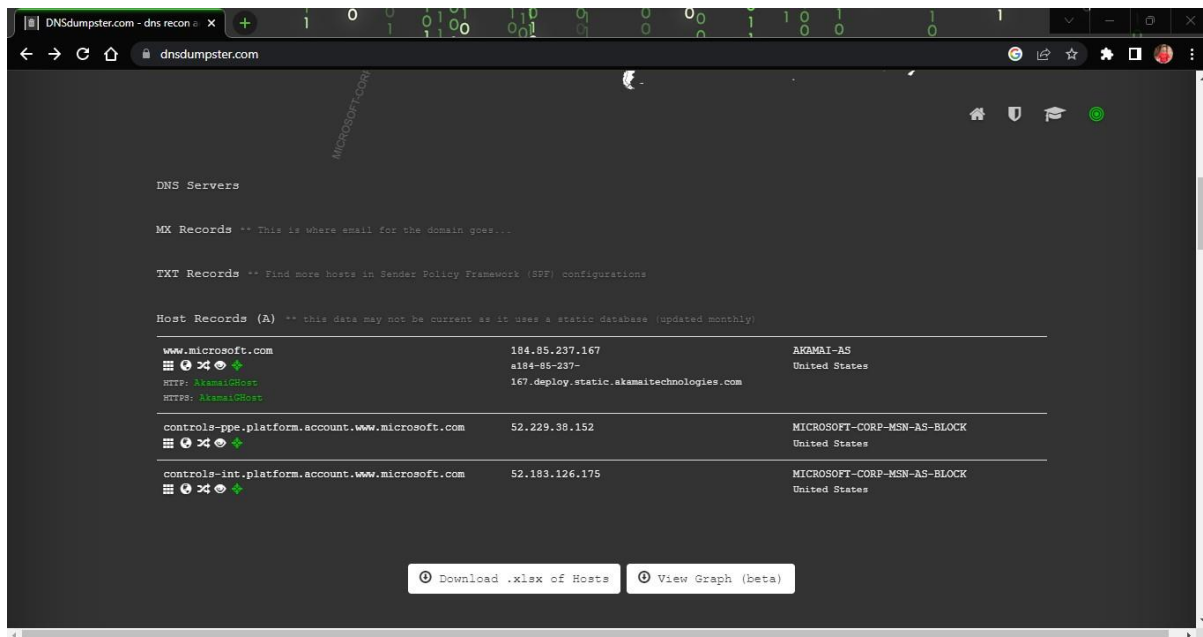 DNSdumpster.com - dns recon a
dnsdumpster.com
MICROSOFT-CORP
DNS Servers
MX Records ** This is where email for the domain goes...
TXT Records ** Find more hosts in Sender Policy Framework (SPF) configurations
Host Records (A) ** this data may not be current as it uses a static database (updated monthly)
www.microsoft.com 184.85.237.167 AKAMAI-AS
a184-85-237- United States
HTTP: AkamaiGHost 167.deploy.static.akamaitechnologies.com
HTTPS: AkamaiGHost
controls-ppe.platform.account.www.microsoft.com 52.229.38.152 MICROSOFT-CORP-MSN-AS-BLOCK
United States
controls-int.platform.account.www.microsoft.com 52.183.126.175 MICROSOFT-CORP-MSN-AS-BLOCK
United States
Download .xlsx of Hosts View Graph (beta)